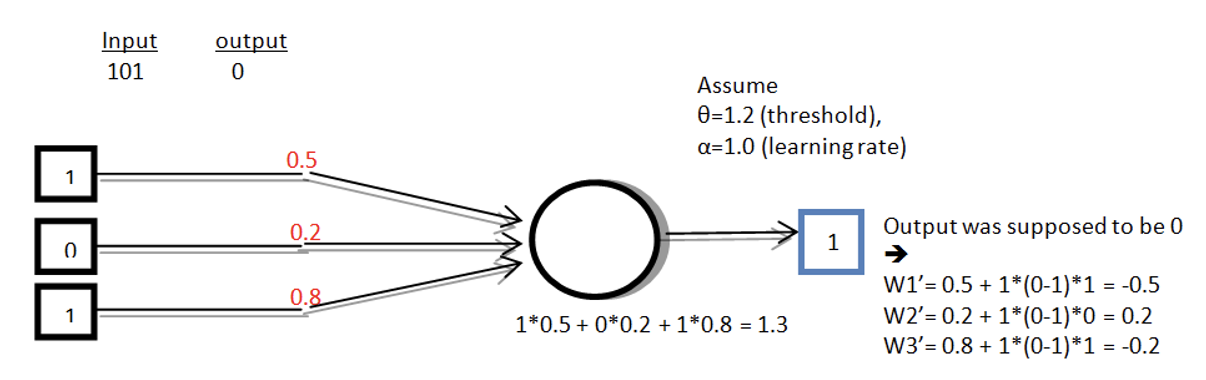 Input output
101 0
Assume
θ=1.2 (threshold),
α=1.0 (learning rate)
1
0.5
0
0.2
1
0.8
1*0.5 + 0*0.2 + 1*0.8 = 1.3
1
Output was supposed to be 0
➔
W1’= 0.5 + 1*(0-1)*1 = -0.5
W2’= 0.2 + 1*(0-1)*0 = 0.2
W3’= 0.8 + 1*(0-1)*1 = -0.2